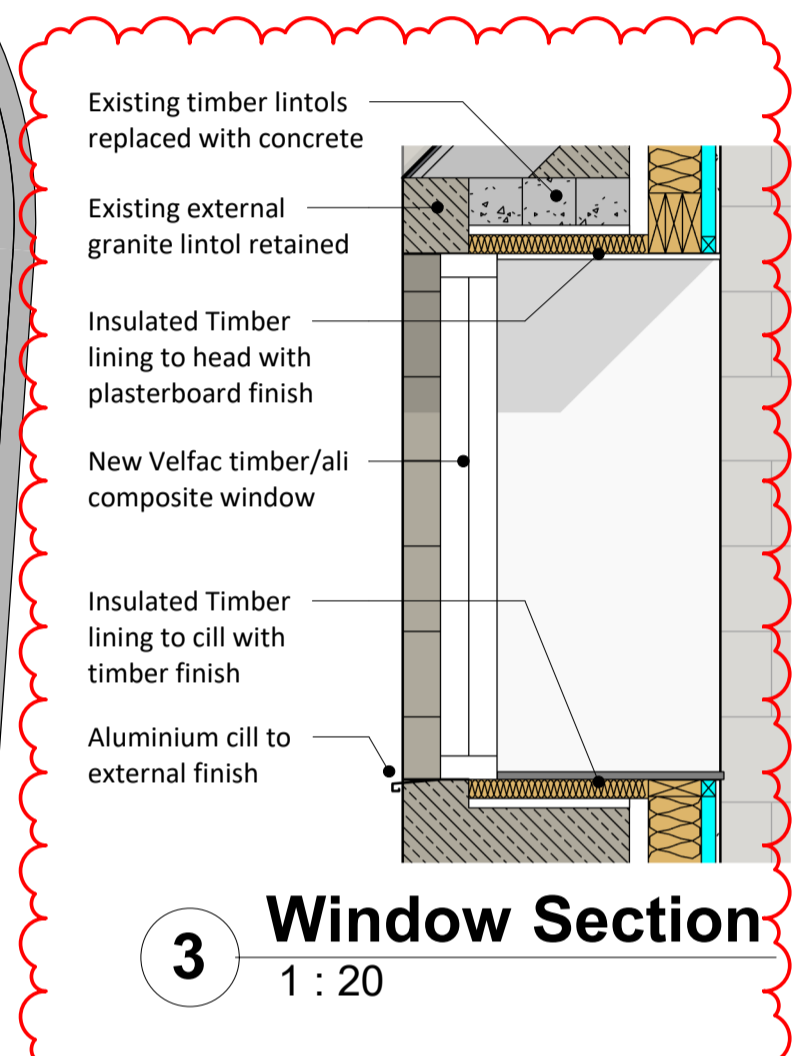 Existing timber lintols
replaced with concrete
Existing external
granite lintol retained
Insulated Timber
lining to head with
plasterboard finish
New Velfac timber/ali
composite window
Insulated Timber
lining to cill with
timber finish
Aluminium cill to
external finish
3
Window Section
1 : 20